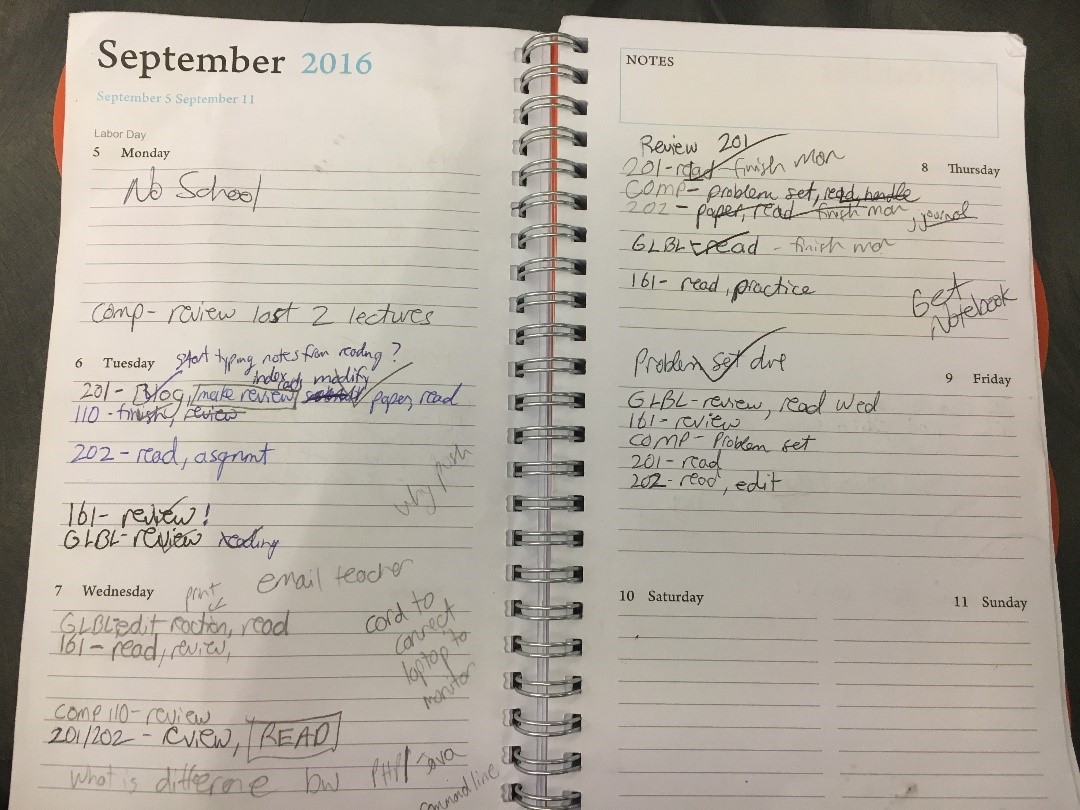 September 2016
September 5 September 11
Labor Day
5 Monday
No School
comp- review last 2 lectures
6 Tuesday
start typing notes from reading?
index, modify
201- Blog, make review, paper, read
110- finish, review
202- read, asgnmt
why push
161- review!
GLBL- review reading
7 Wednesday
email teacher
print
GLBL- edit reaction, read
161- read, review,
cord to
connect
laptop to
monitor
comp 110- review
201/202- review, READ
What is difference bw PHP/Java
command line
NOTES
Review 201
8 Thursday
201- read- finish mon
COMP- problem set, read, handle
202- paper, read- finish mon, journal
GLBL- read - finish mon
161- read, practice
Get
Notebook
Problem set due
9 Friday
GLBL- review, read wed
161- review
COMP- Problem set
201- read
202- read, edit
10 Saturday
11 Sunday